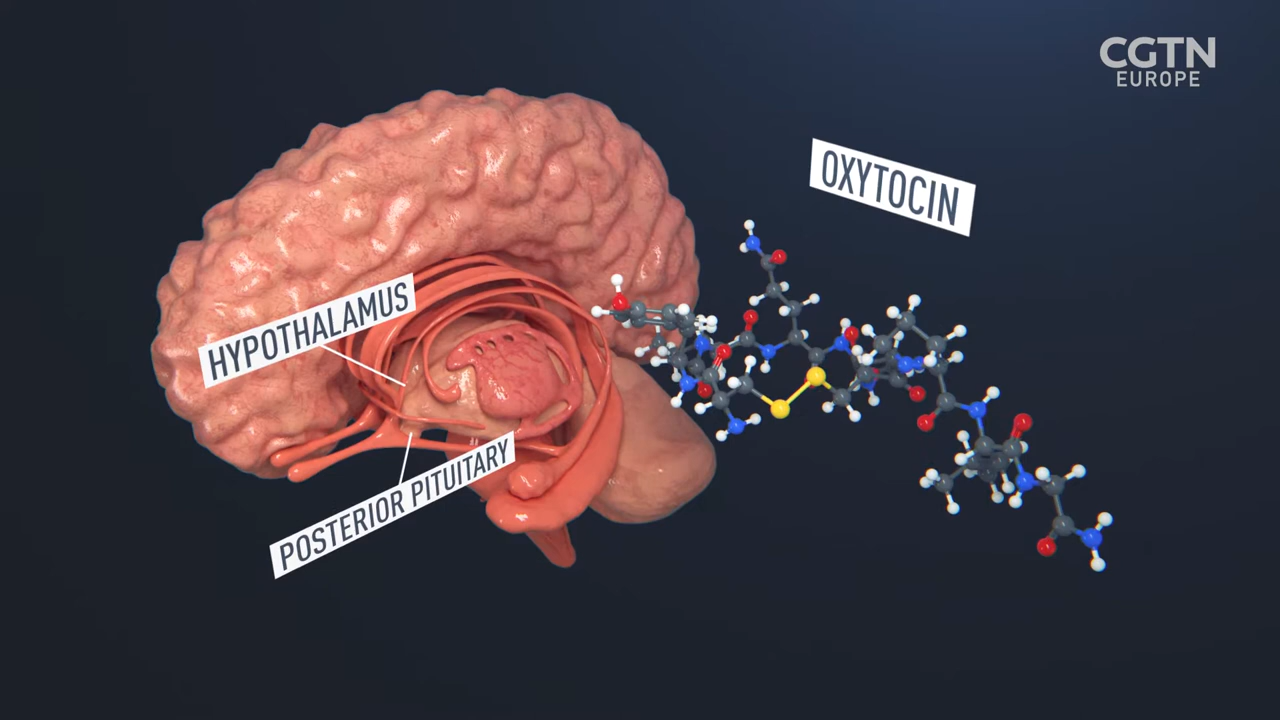 CGTN
EUROPE
OXYTOCIN
HYPOTHALAMUS
POSTERIOR PITUITARY